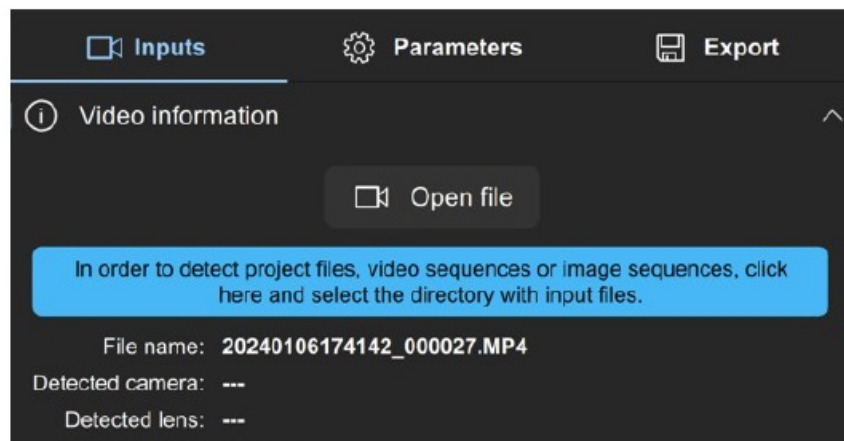 Inputs Parameters Export
Video information
Open file
In order to detect project files, video sequences or image sequences, click
here and select the directory with input files.
File name: 20240106174142_000027.MP4
Detected camera: ---
Detected lens: ---